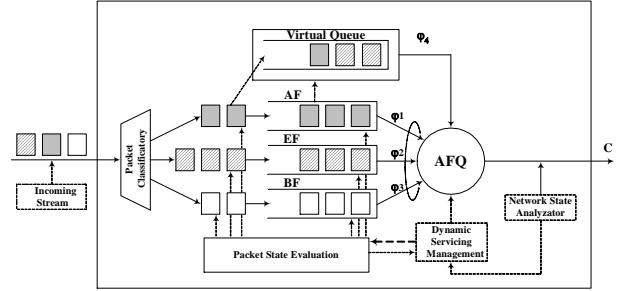 Virtual Queue
φ4
AF
φ1
EF
φ2
AFQ
C
BF
φ3
Packet
Classificatory
Incoming
Stream
Packet State Evaluation
Dynamic
Servicing
Management
Network State
Analyzator